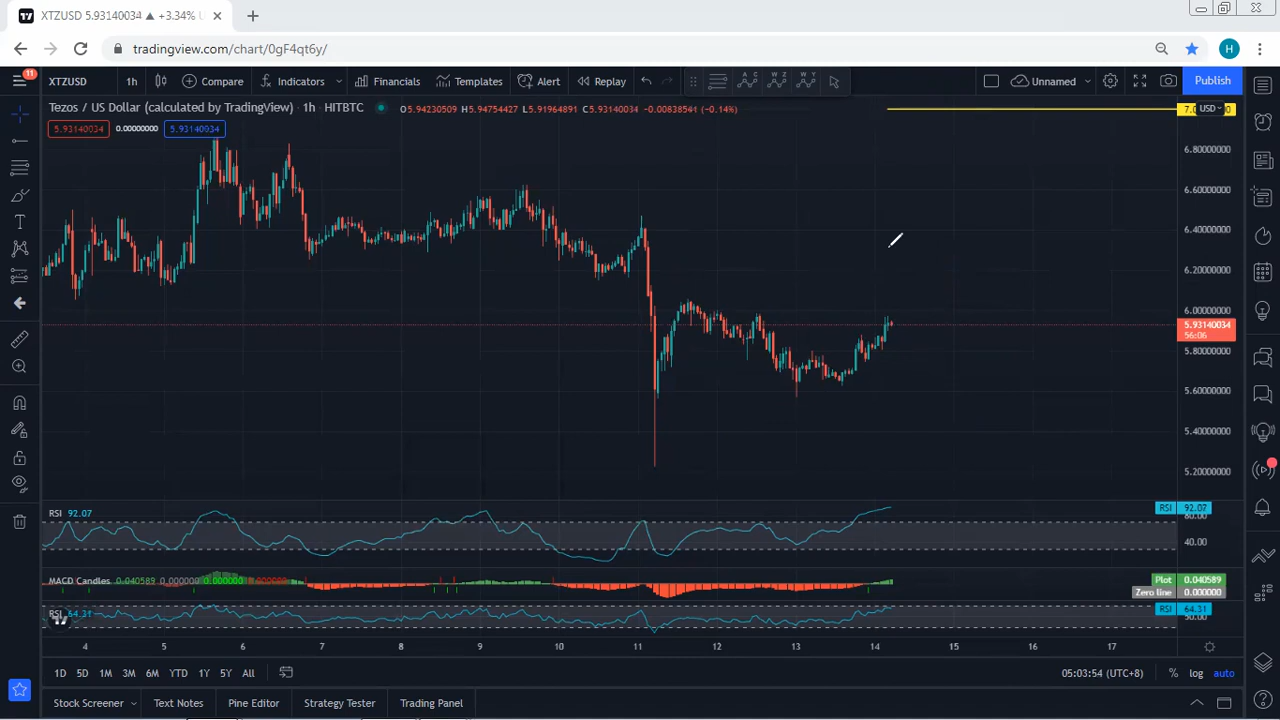 XTZUSD 5.93140034 ▲ +3.34%
tradingview.com/chart/0gF4qt6y/
H
11
XTZUSD 1h Compare Indicators Financials Templates Alert Replay Unnamed Publish
Tezos / US Dollar (calculated by TradingView) · 1h · HITBTC O5.94230509 H5.94754427 L5.91964891 C5.93140034 -0.00838541 (-0.14%)
5.93140034 0.00000000 5.93140034
USD
6.80000000
6.60000000
6.40000000
6.20000000
6.00000000
5.93140034
56:06
5.80000000
5.60000000
5.40000000
5.20000000
RSI 92.07
RSI 92.07
40.00
MACD Candles 0.040589 0.000000 0.000000 0.000000
Plot 0.040589
Zero line 0.000000
RSI 64.31
RSI 64.31
4 5 6 7 8 9 10 11 12 13 14 15 16 17
1D 5D 1M 3M 6M YTD 1Y 5Y All 05:03:54 (UTC+8) % log auto
Stock Screener Text Notes Pine Editor Strategy Tester Trading Panel